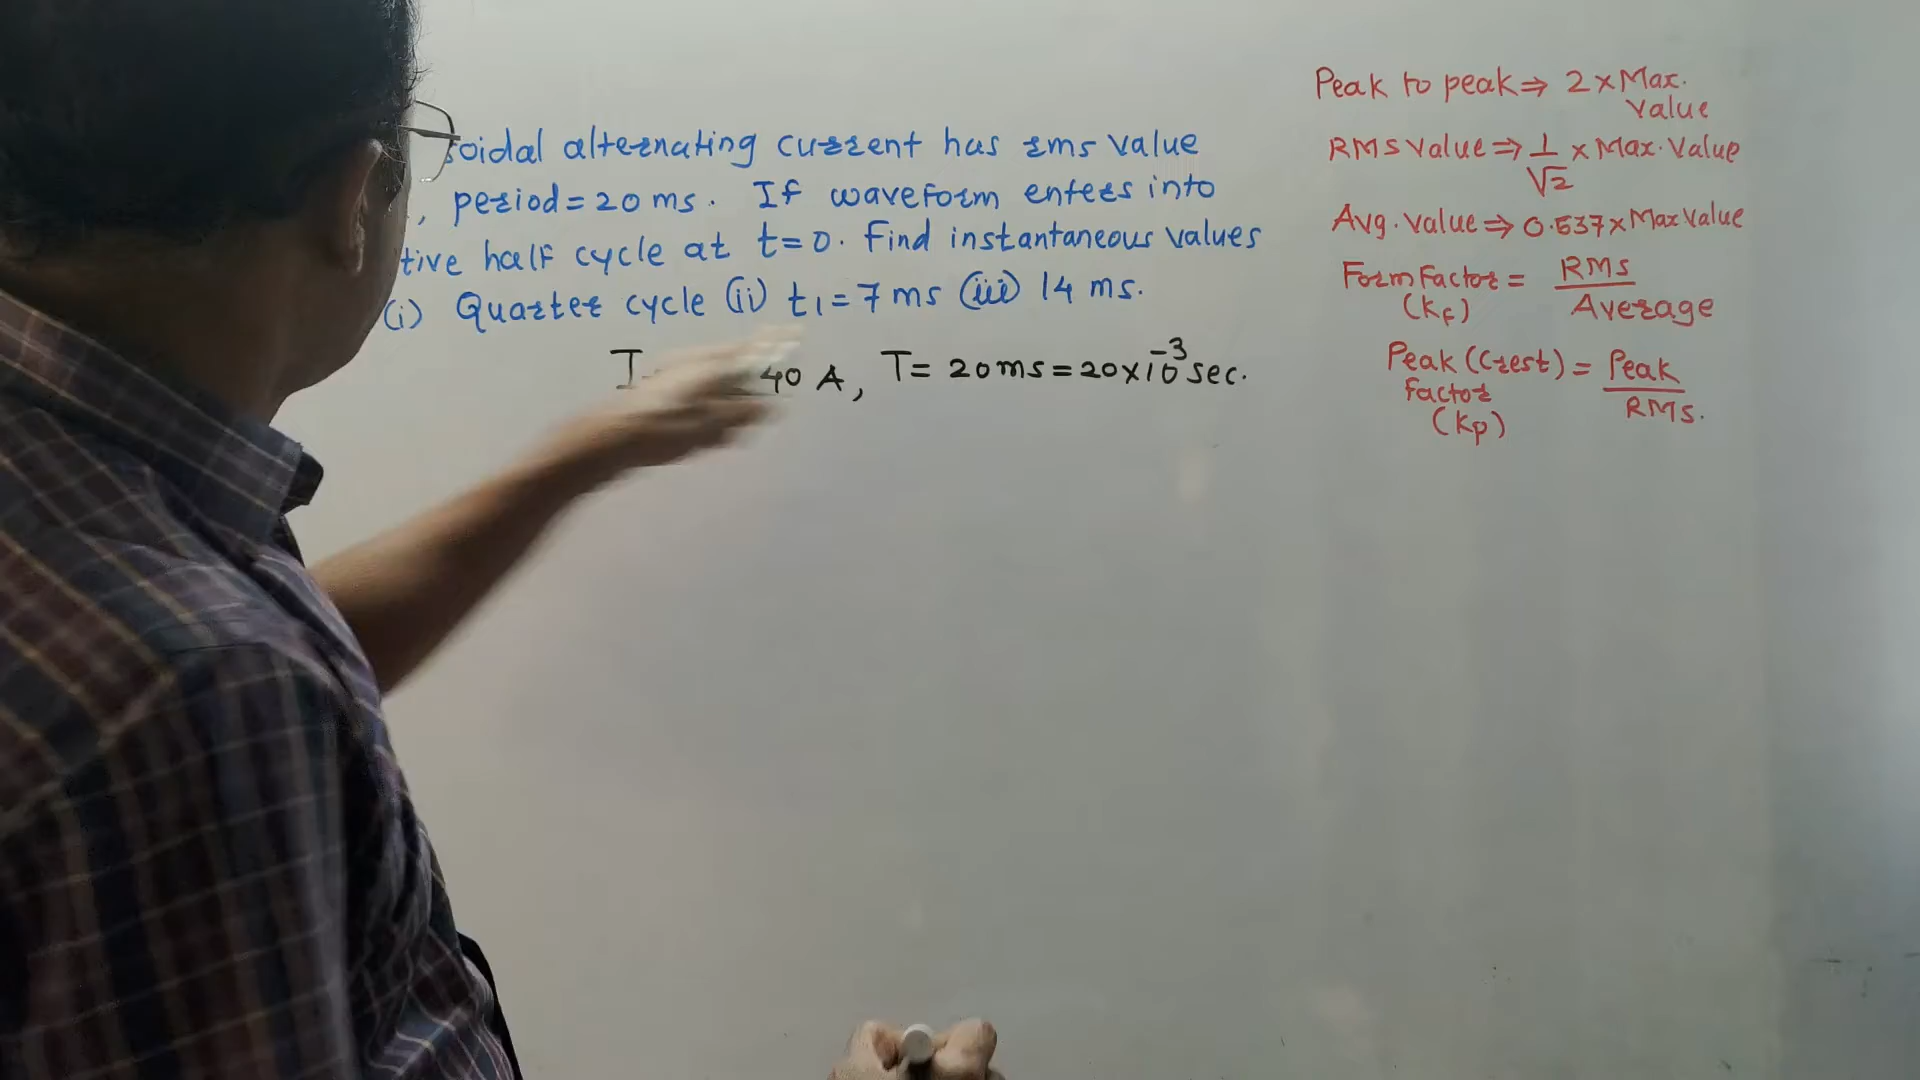 soidal alternating current has rms value
, period = 20 ms. If waveform enters into
tive half cycle at t=0. Find instantaneous values
(i) Quarter cycle (ii) t1 = 7 ms (iii) 14 ms.
I 40 A, T = 20 ms = 20 x 10^-3 sec.
Peak to peak ⇒ 2 x Max.
Value
RMS Value ⇒ 1/√2 x Max. Value
Avg. Value ⇒ 0.637 x Max Value
Form Factor = RMS / Average
(Kf)
Peak (Crest) = Peak / RMS.
Factor
(Kp)